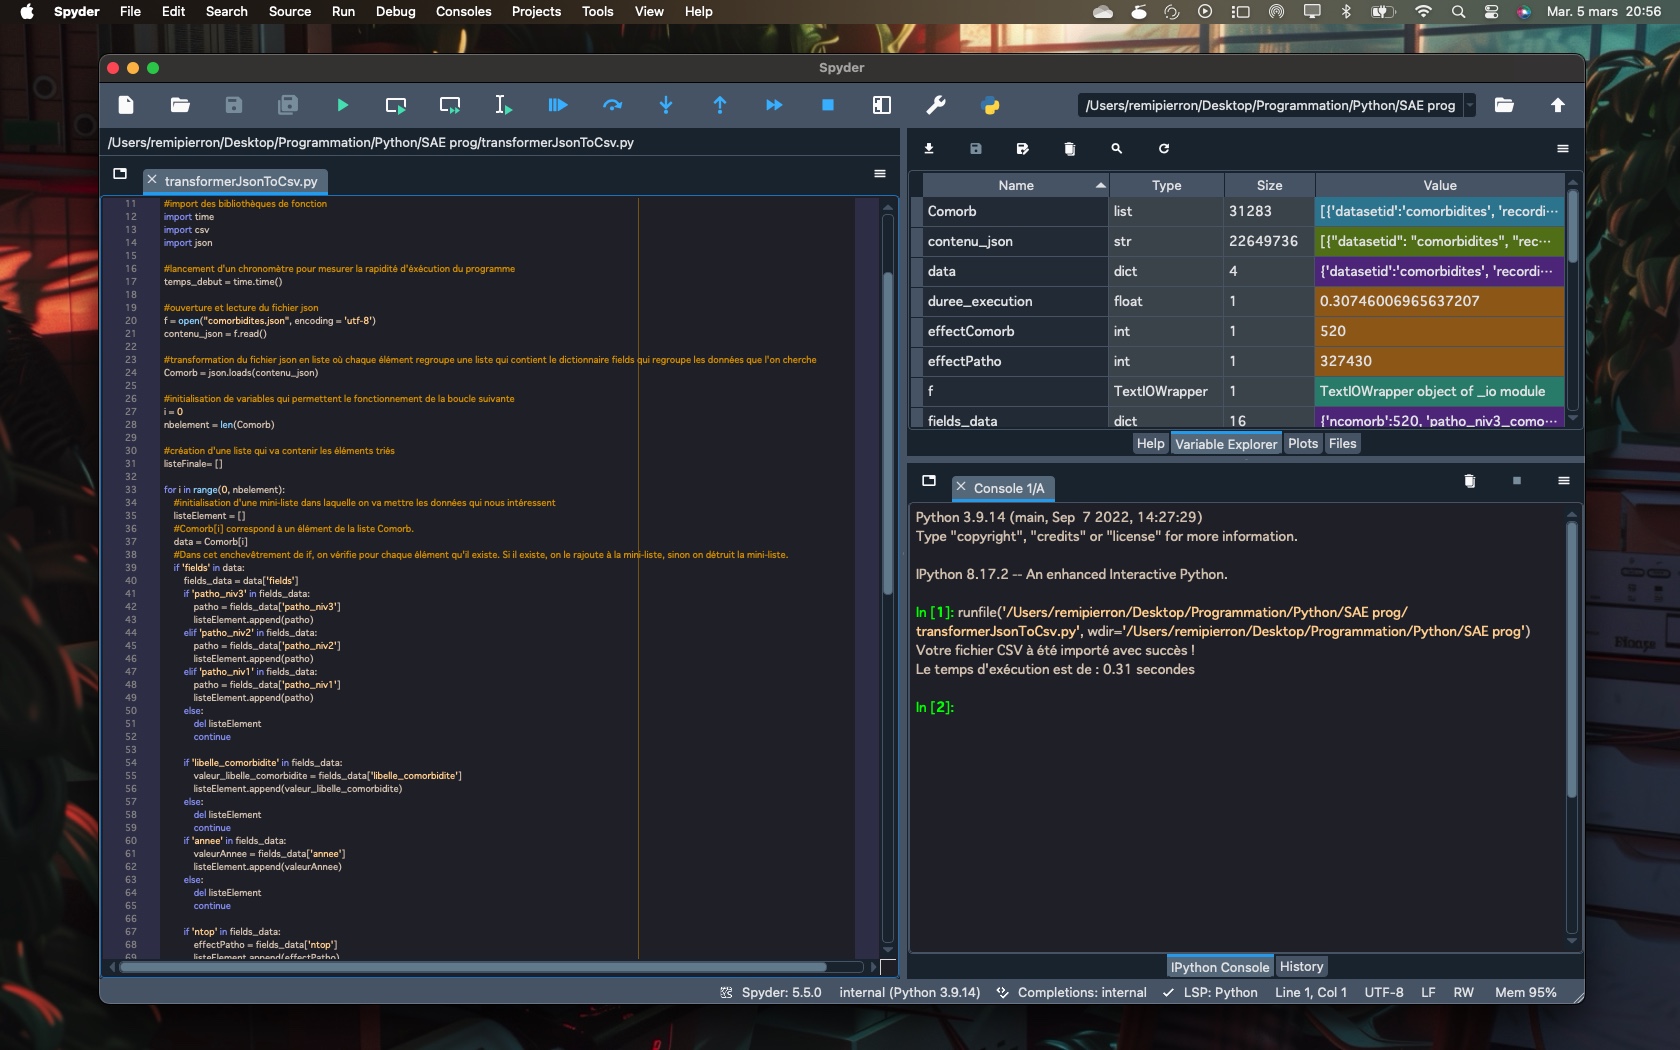 Spyder File Edit Search Source Run Debug Consoles Projects Tools View Help Mar. 5 mars 20:56
Spyder
/Users/remipierron/Desktop/Programmation/Python/SAE prog
/Users/remipierron/Desktop/Programmation/Python/SAE prog/transformerJsonToCsv.py
transformerJsonToCsv.py
11 #import des bibliothèques de fonction
12 import time
13 import csv
14 import json
15
16 #lancement d'un chronomètre pour mesurer la rapidité d'éxécution du programme
17 temps_debut = time.time()
18
19 #ouverture et lecture du fichier json
20 f = open("comorbidites.json", encoding = 'utf-8')
21 contenu_json = f.read()
22
23 #transformation du fichier json en liste où chaque élément regroupe une liste qui contient le dictionnaire fields qui regroupe les données que l'on cherche
24 Comorb = json.loads(contenu_json)
25
26 #initialisation de variables qui permettent le fonctionnement de la boucle suivante
27 i = 0
28 nbelement = len(Comorb)
29
30 #création d'une liste qui va contenir les éléments triés
31 listeFinale= []
32
33 for i in range(0, nbelement):
34 #initialisation d'une mini-liste dans laquelle on va mettre les données qui nous intéressent
35 listeElement = []
36 #Comorb[i] correspond à un élément de la liste Comorb.
37 data = Comorb[i]
38 #Dans cet enchevêtrement de if, on vérifie pour chaque élément qu'il existe. Si il existe, on le rajoute à la mini-liste, sinon on détruit la mini-liste.
39 if 'fields' in data:
40 fields_data = data['fields']
41 if 'patho_niv3' in fields_data:
42 patho = fields_data['patho_niv3']
43 listeElement.append(patho)
44 elif 'patho_niv2' in fields_data:
45 patho = fields_data['patho_niv2']
46 listeElement.append(patho)
47 elif 'patho_niv1' in fields_data:
48 patho = fields_data['patho_niv1']
49 listeElement.append(patho)
50 else:
51 del listeElement
52 continue
53
54 if 'libelle_comorbidite' in fields_data:
55 valeur_libelle_comorbidite = fields_data['libelle_comorbidite']
56 listeElement.append(valeur_libelle_comorbidite)
57 else:
58 del listeElement
59 continue
60 if 'annee' in fields_data:
61 valeurAnnee = fields_data['annee']
62 listeElement.append(valeurAnnee)
63 else:
64 del listeElement
65 continue
66
67 if 'ntop' in fields_data:
68 effectPatho = fields_data['ntop']
69 listeElement.append(effectPatho)
Name Type Size Value
Comorb list 31283 [{'datasetid':'comorbidites', 'recordi...
contenu_json str 22649736 [{"datasetid": "comorbidites", "rec...
data dict 4 {'datasetid':'comorbidites', 'recordi...
duree_execution float 1 0.30746006965637207
effectComorb int 1 520
effectPatho int 1 327430
f TextIOWrapper 1 TextIOWrapper object of _io module
fields_data dict 16 {'ncomorb':520, 'patho_niv3_como...
Help Variable Explorer Plots Files
Console 1/A
Python 3.9.14 (main, Sep  7 2022, 14:27:29)
Type "copyright", "credits" or "license" for more information.
IPython 8.17.2 -- An enhanced Interactive Python.
In [1]: runfile('/Users/remipierron/Desktop/Programmation/Python/SAE prog/
transformerJsonToCsv.py', wdir='/Users/remipierron/Desktop/Programmation/Python/SAE prog')
Votre fichier CSV à été importé avec succès !
Le temps d'exécution est de : 0.31 secondes
In [2]:
IPython Console History
Spyder: 5.5.0 internal (Python 3.9.14) Completions: internal LSP: Python Line 1, Col 1 UTF-8 LF RW Mem 95%